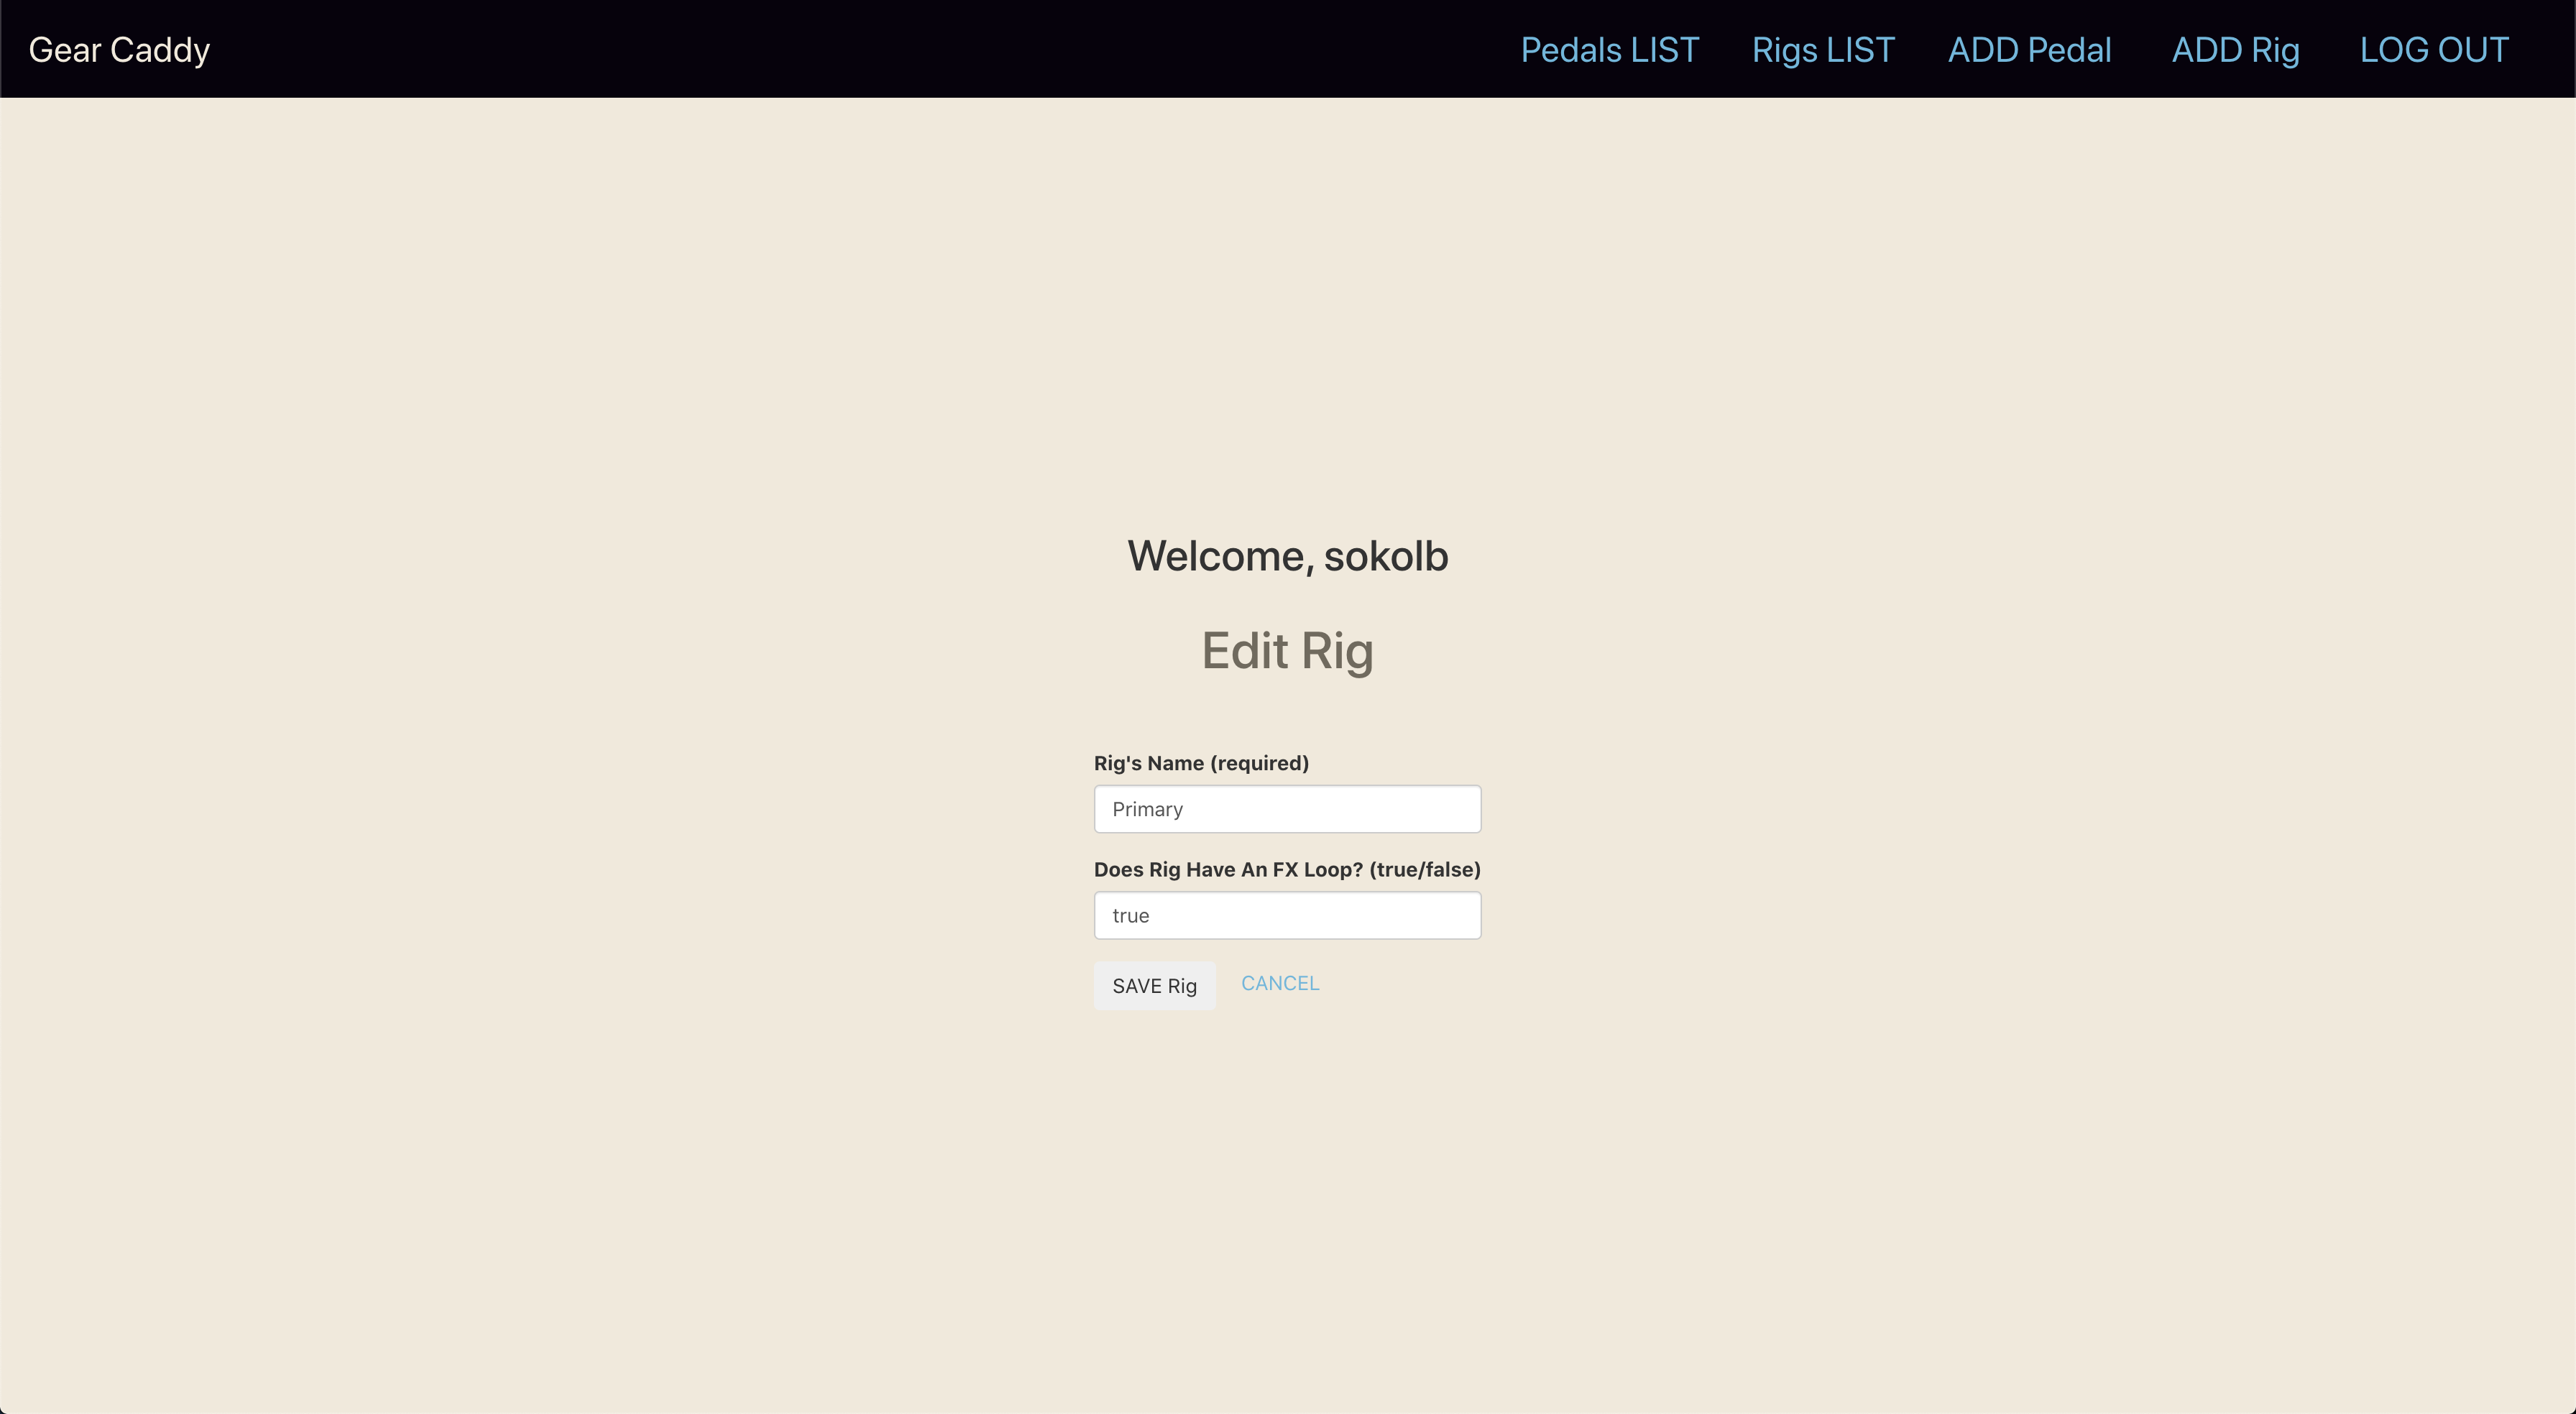 Gear Caddy Pedals LIST Rigs LIST ADD Pedal ADD Rig LOG OUT
Welcome, sokolb
Edit Rig
Rig's Name (required)
Primary
Does Rig Have An FX Loop? (true/false)
true
SAVE Rig CANCEL